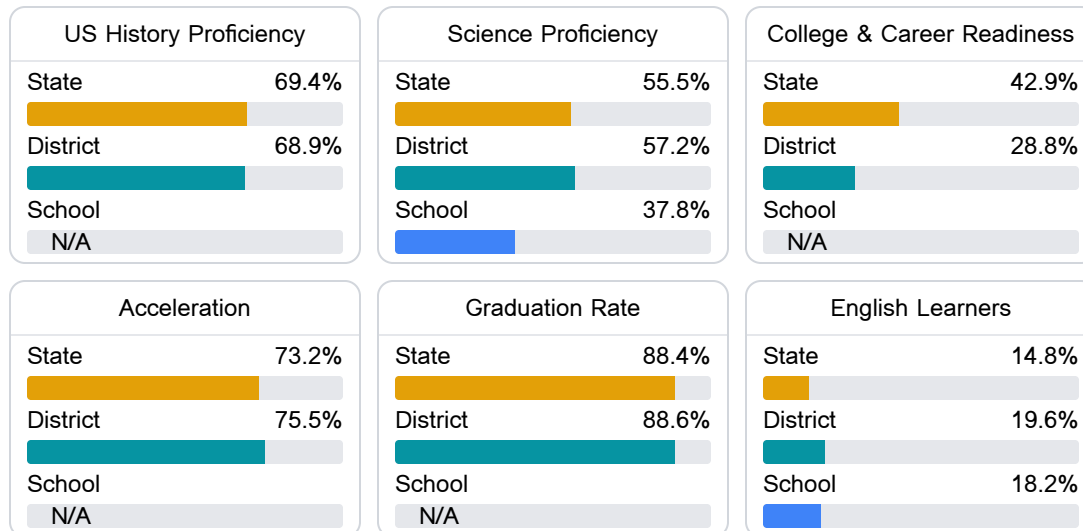 US History Proficiency
State 69.4%
District 68.9%
School
N/A
Science Proficiency
State 55.5%
District 57.2%
School 37.8%
College & Career Readiness
State 42.9%
District 28.8%
School
N/A
Acceleration
State 73.2%
District 75.5%
School
N/A
Graduation Rate
State 88.4%
District 88.6%
School
N/A
English Learners
State 14.8%
District 19.6%
School 18.2%